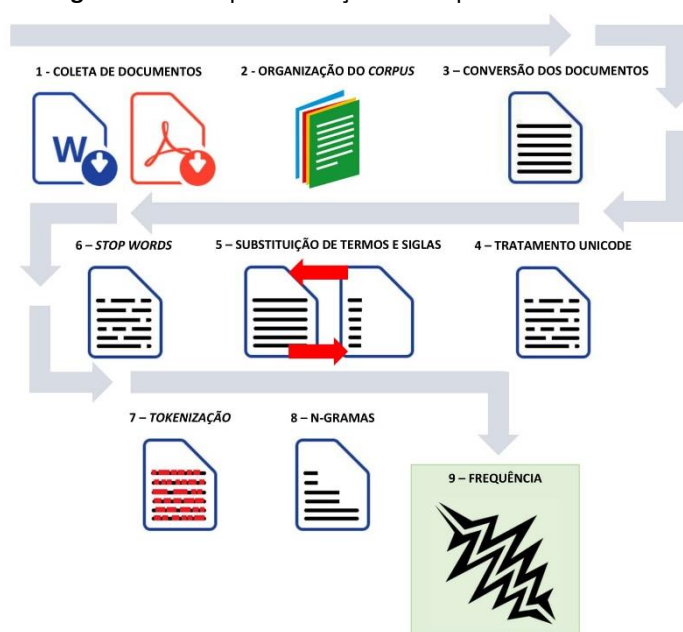 1 - COLETA DE DOCUMENTOS
2 - ORGANIZAÇÃO DO CORPUS
3 – CONVERSÃO DOS DOCUMENTOS
W
6 – STOP WORDS
5 – SUBSTITUIÇÃO DE TERMOS E SIGLAS
4 – TRATAMENTO UNICODE
7 – TOKENIZAÇÃO
8 – N-GRAMAS
9 – FREQUÊNCIA